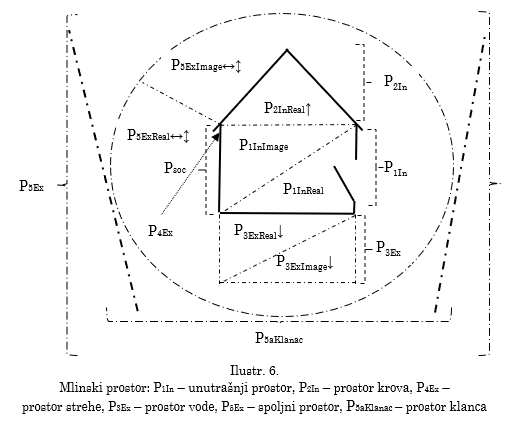 P5ExImage↔↕
P2In
P2InReal↑
P5ExReal↔↕
P1InImage
Psoc
P1In
P5Ex
P1InReal
P4Ex
P3ExReal↓
P3Ex
P3ExImage↓
P5aKlanac
Ilustr. 6.
Mlinski prostor: P1In – unutrašnji prostor, P2In – prostor krova, P4Ex –
prostor strehe, P3Ex – prostor vode, P5Ex – spoljni prostor, P5aKlanac – prostor klanca